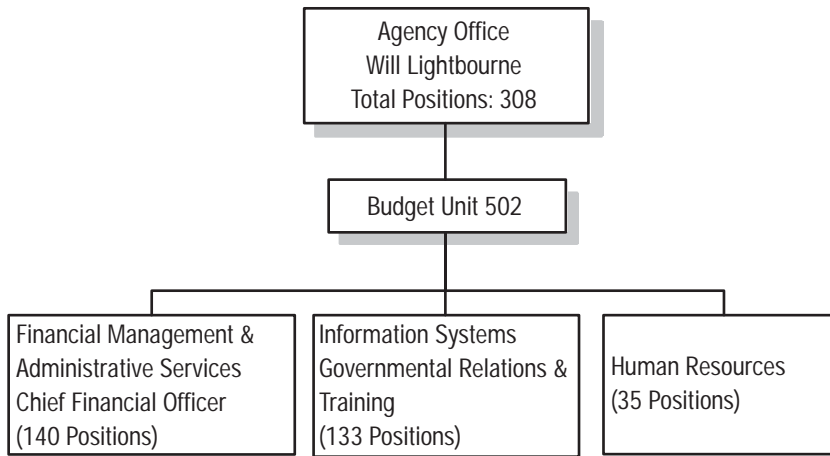 Agency Office
Will Lightbourne
Total Positions: 308
Budget Unit 502
Financial Management &
Administrative Services
Chief Financial Officer
(140 Positions)
Information Systems
Governmental Relations &
Training
(133 Positions)
Human Resources
(35 Positions)